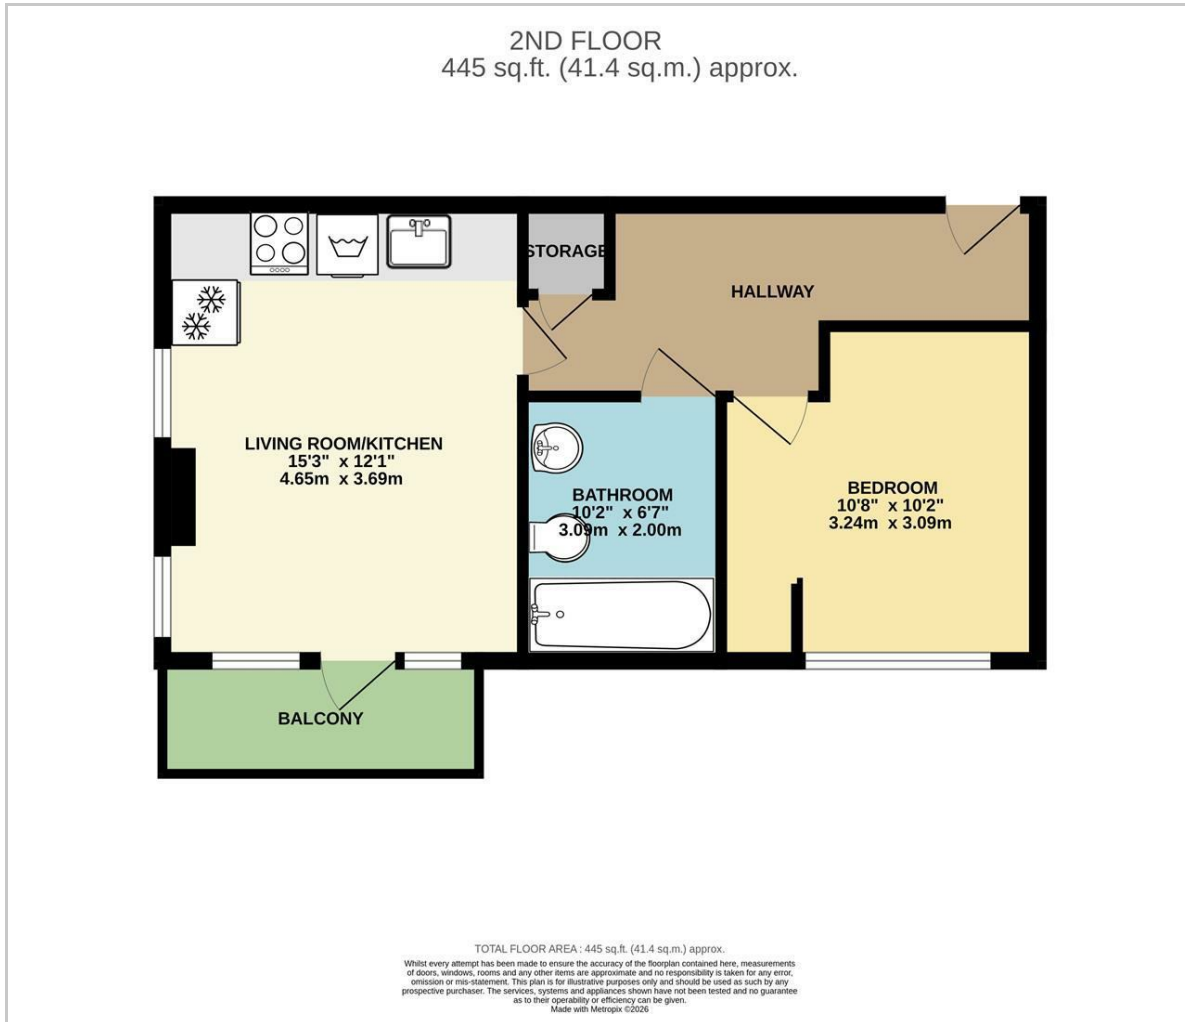 2ND FLOOR
445 sq.ft. (41.4 sq.m.) approx.
STORAGE
HALLWAY
LIVING ROOM/KITCHEN
15'3" x 12'1"
4.65m x 3.69m
BATHROOM
10'2" x 6'7"
3.09m x 2.00m
BEDROOM
10'8" x 10'2"
3.24m x 3.09m
BALCONY
TOTAL FLOOR AREA : 445 sq.ft. (41.4 sq.m.) approx.
Whilst every attempt has been made to ensure the accuracy of the floorplan contained here, measurements
of doors, windows, rooms and any other items are approximate and no responsibility is taken for any error,
omission or mis-statement. This plan is for illustrative purposes only and should be used as such by any
prospective purchaser. The services, systems and appliances shown have not been tested and no guarantee
as to their operability or efficiency can be given.
Made with Metropix ©2026